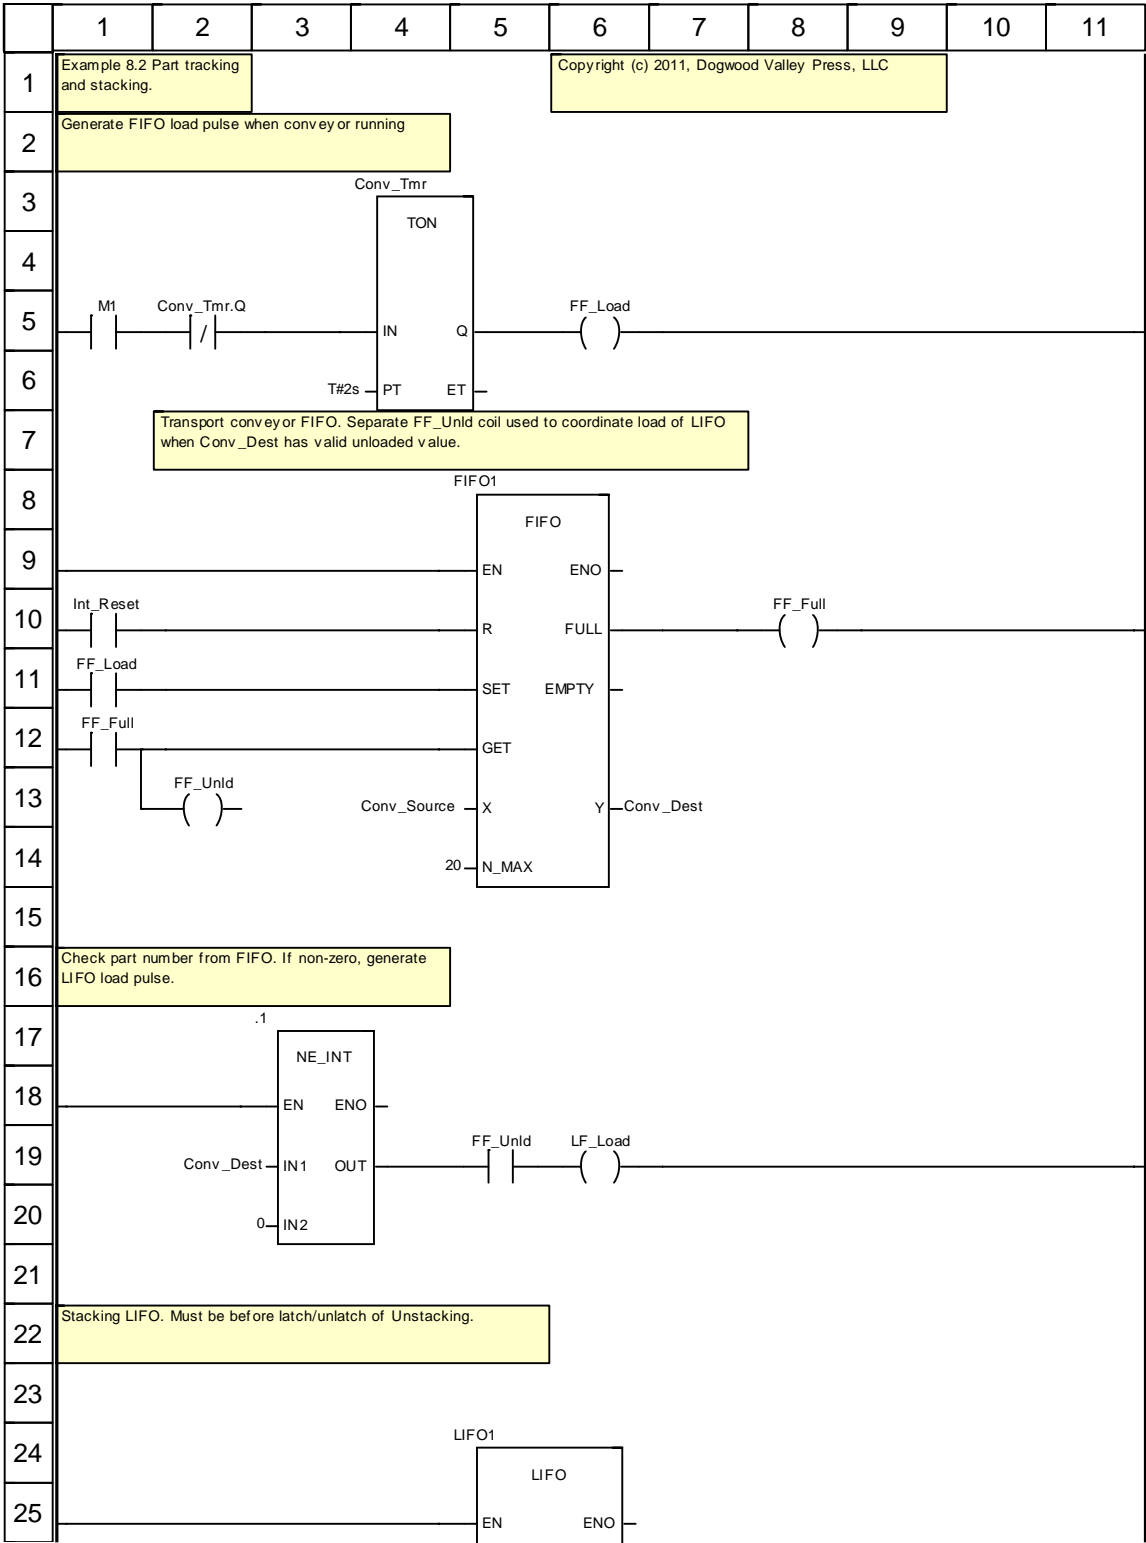 1 2 3 4 5 6 7 8 9 10 11
1
Example 8.2 Part tracking
and stacking.
Copyright (c) 2011, Dogwood Valley Press, LLC
2
Generate FIFO load pulse when conveyor running
3
Conv_Tmr
TON
4
5
M1
Conv_Tmr.Q
/
IN
Q
FF_Load
6
T#2s
PT
ET
7
Transport conveyor FIFO. Separate FF_Unld coil used to coordinate load of LIFO
when Conv_Dest has valid unloaded value.
8
FIFO1
FIFO
9
EN
ENO
10
Int_Reset
R
FULL
FF_Full
11
FF_Load
SET
EMPTY
12
FF_Full
GET
13
FF_Unld
Conv_Source
X
Y
Conv_Dest
14
20
N_MAX
15
16
Check part number from FIFO. If non-zero, generate
LIFO load pulse.
17
.1
NE_INT
18
EN
ENO
19
Conv_Dest
IN1
OUT
FF_Unld
LF_Load
20
0
IN2
21
22
Stacking LIFO. Must be before latch/unlatch of Unstacking.
23
24
LIFO1
LIFO
25
EN
ENO